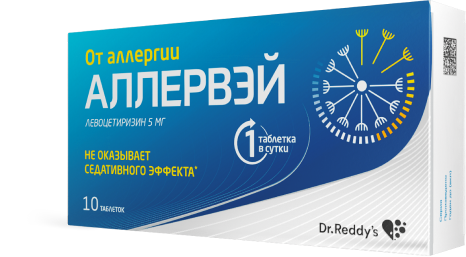 От аллергии
АЛЛЕРВЭЙ
ЛЕВОЦЕТИРИЗИН 5 МГ
1 таблетка
в сутки
НЕ ОКАЗЫВАЕТ
СЕДАТИВНОГО ЭФФЕКТА*
10 ТАБЛЕТОК
Dr.Reddy's